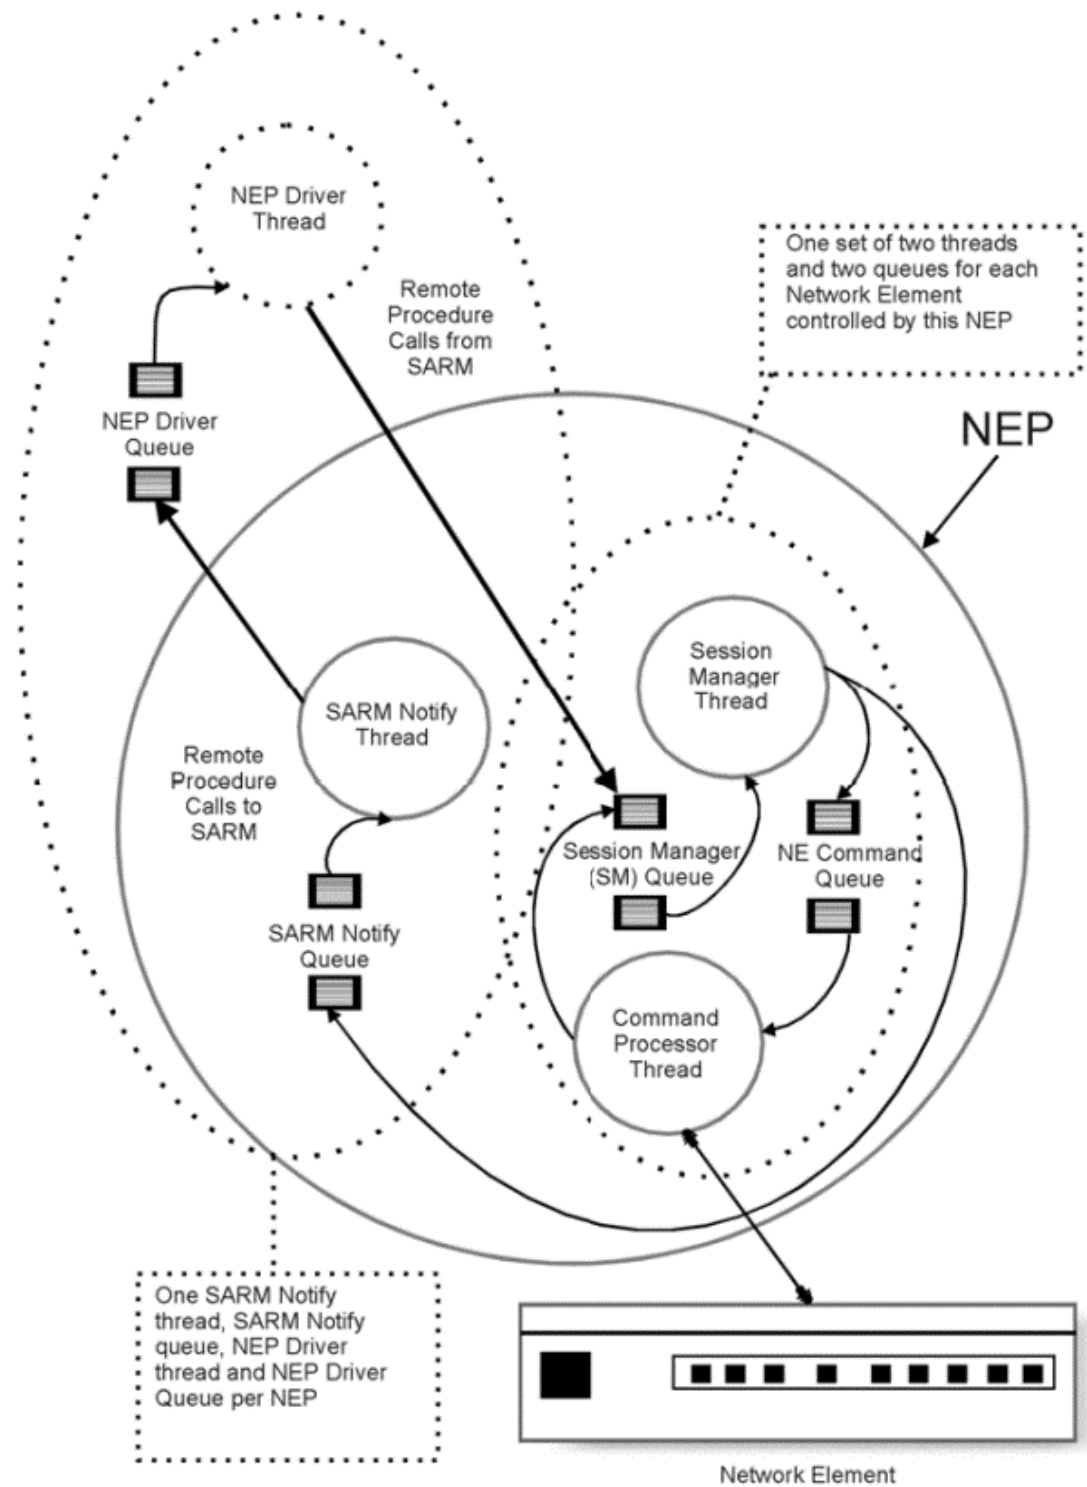 NEP Driver
Thread
Remote
Procedure
Calls from
SARM
One set of two threads
and two queues for each
Network Element
controlled by this NEP
NEP Driver
Queue
NEP
Session
Manager
Thread
SARM Notify
Thread
Remote
Procedure
Calls to
SARM
Session Manager
(SM) Queue
NE Command
Queue
SARM Notify
Queue
Command
Processor
Thread
One SARM Notify
thread, SARM Notify
queue, NEP Driver
thread and NEP Driver
Queue per NEP
Network Element